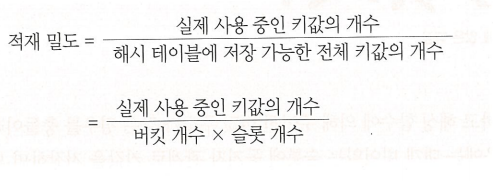 실제 사용 중인 키값의 개수
적재 밀도 =
해시 테이블에 저장 가능한 전체 키값의 개수
실제 사용 중인 키값의 개수
=
버킷 개수 × 슬롯 개수